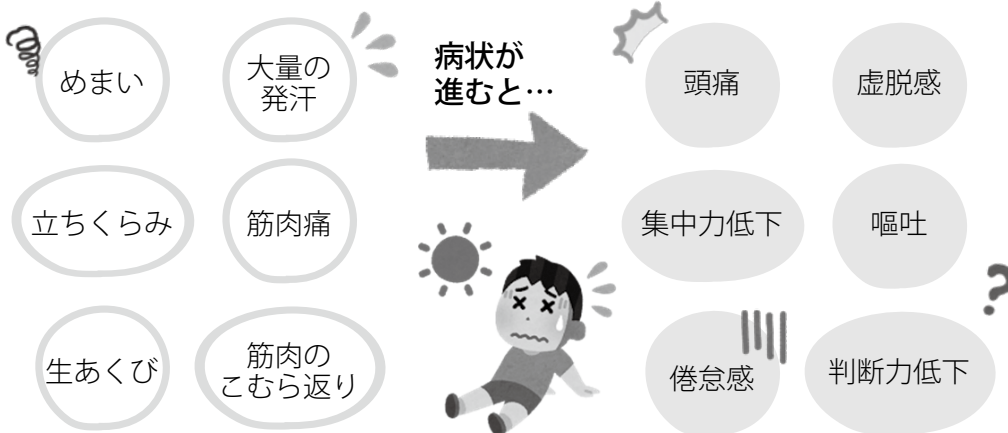 めまい
大量の
発汗
立ちくらみ
筋肉痛
生あくび
筋肉の
こむら返り
病状が
進むと…
頭痛
虚脱感
集中力低下
嘔吐
倦怠感
判断力低下
?